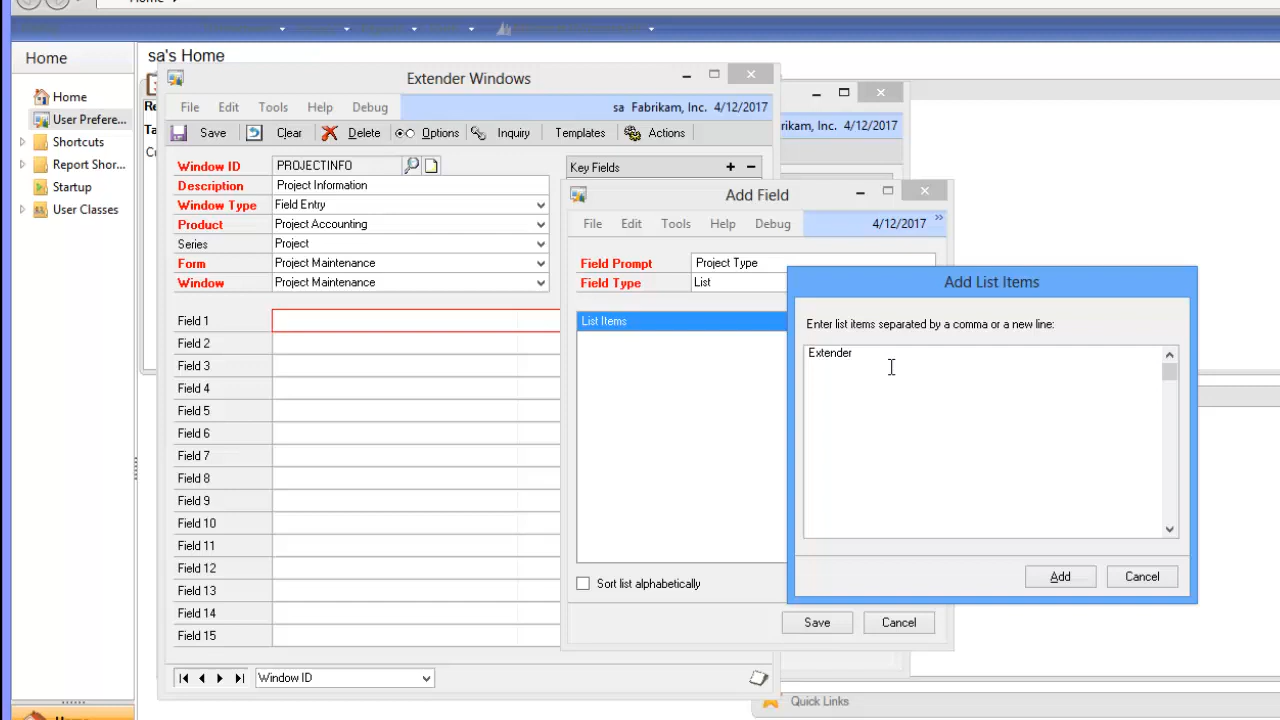 Home
Home
sa's Home
Home
User Prefere...
Shortcuts
Report Shor...
Startup
User Classes
Extender Windows
File Edit Tools Help Debug
sa Fabrikam, Inc. 4/12/2017
Save Clear Delete Options Inquiry Templates Actions
Window ID PROJECTINFO
Description Project Information
Window Type Field Entry
Product Project Accounting
Series Project
Form Project Maintenance
Window Project Maintenance
Key Fields
Field 1
Field 2
Field 3
Field 4
Field 5
Field 6
Field 7
Field 8
Field 9
Field 10
Field 11
Field 12
Field 13
Field 14
Field 15
Window ID
rikam, Inc. 4/12/2017
Add Field
File Edit Tools Help Debug
4/12/2017 »
Field Prompt Project Type
Field Type List
List Items
Sort list alphabetically
Save Cancel
Add List Items
Enter list items separated by a comma or a new line:
Extender
Add Cancel
Quick Links